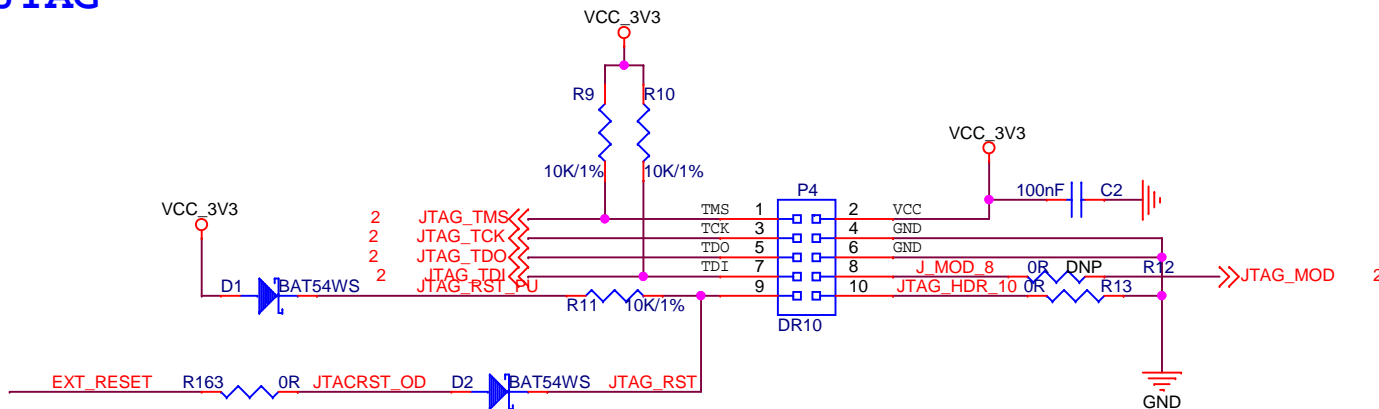 JTAG
VCC_3V3
R9 R10
10K/1% 10K/1%
VCC_3V3
100nF C2
P4
VCC_3V3
2 JTAG_TMS TMS 1 2 VCC
2 JTAG_TCK TCK 3 4 GND
2 JTAG_TDO TDO 5 6 GND
2 JTAG_TDI TDI 7 8 J_MOD_8 0R DNP R12 JTAG_MOD 2
D1 BAT54WS JTAG_RST_PU R11 10K/1% 9 10 JTAG_HDR_10 0R R13
DR10
EXT_RESET R163 0R JTACRST_OD D2 BAT54WS JTAG_RST
GND